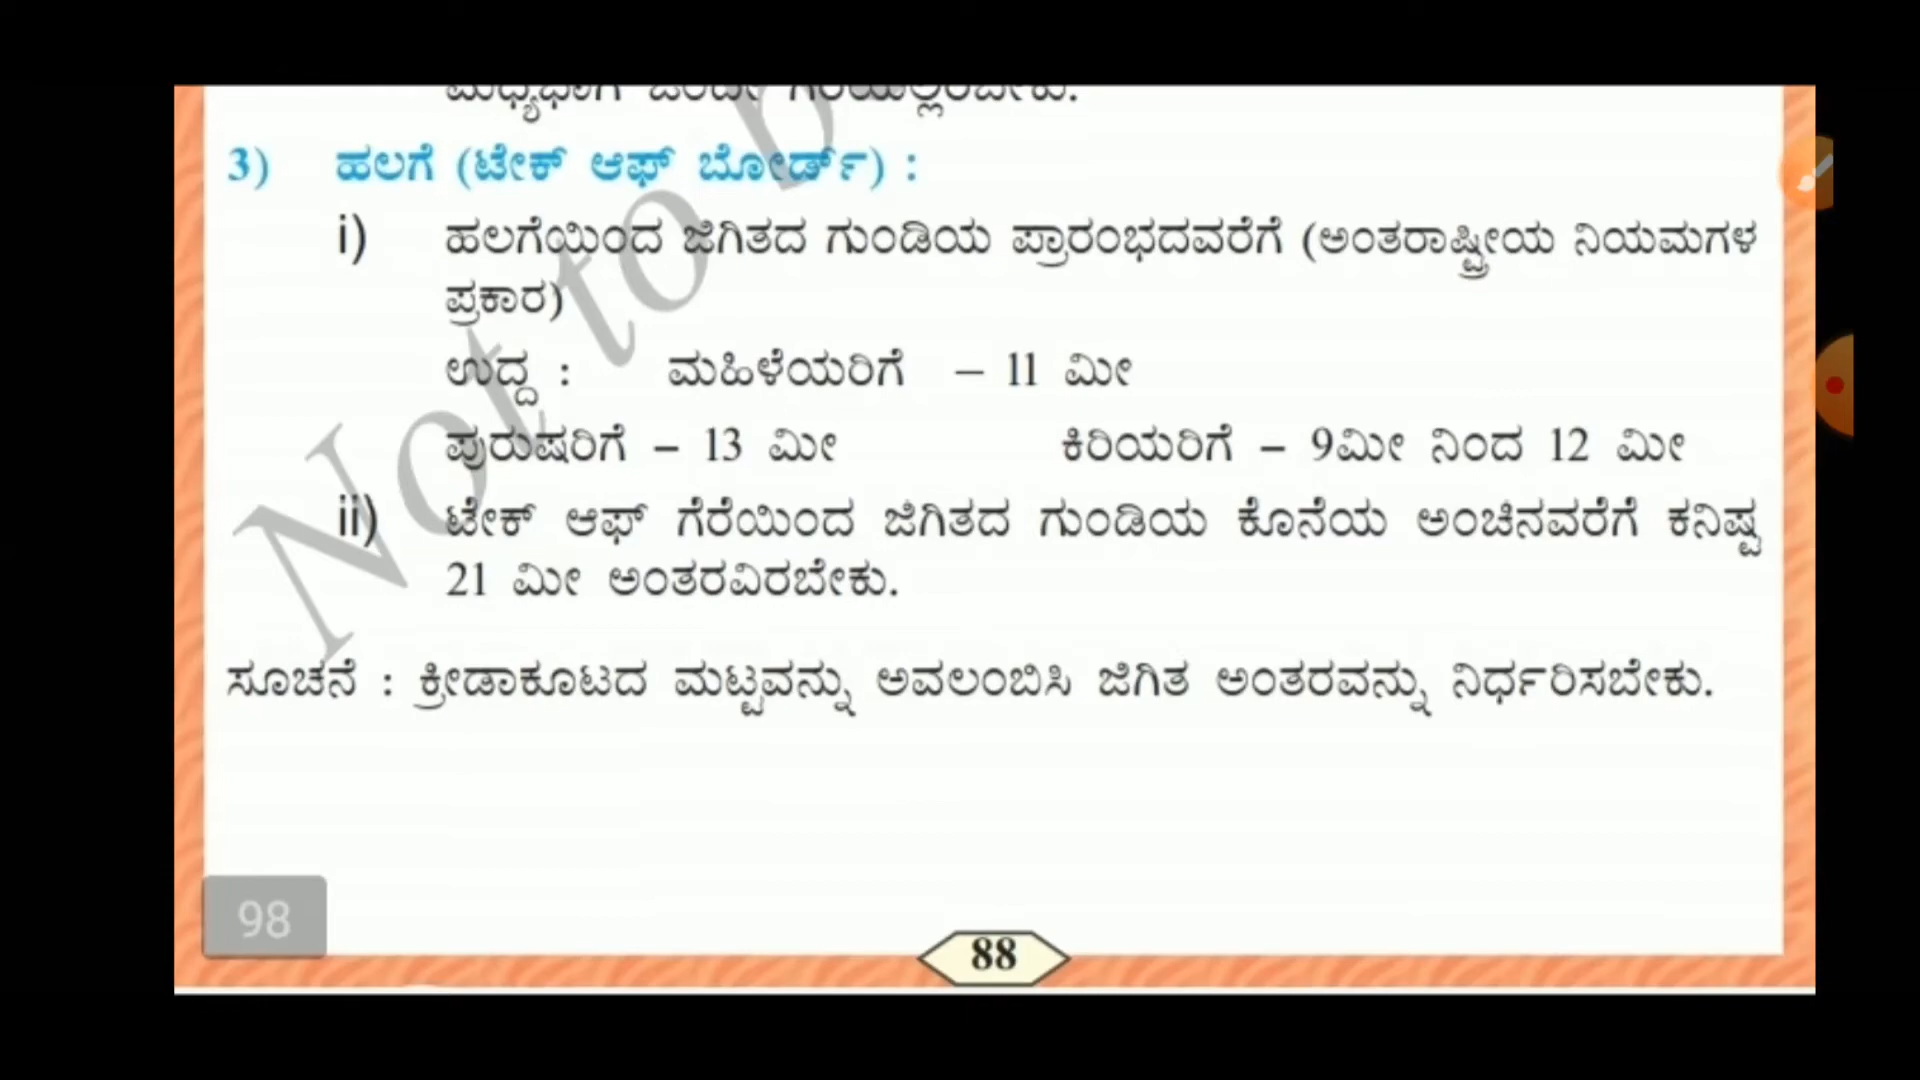 3) ಹಲಗೆ (ಟೇಕ್ ಆಫ್ ಬೋರ್ಡ್) :
i) ಹಲಗೆಯಿಂದ ಜಿಗಿತದ ಗುಂಡಿಯ ಪ್ರಾರಂಭದವರೆಗೆ (ಅಂತರಾಷ್ಟ್ರೀಯ ನಿಯಮಗಳ
ಪ್ರಕಾರ)
ಉದ್ದ : ಮಹಿಳೆಯರಿಗೆ – 11 ಮೀ
ಪುರುಷರಿಗೆ – 13 ಮೀ ಕಿರಿಯರಿಗೆ – 9ಮೀ ನಿಂದ 12 ಮೀ
ii) ಟೇಕ್ ಆಫ್ ಗೆರೆಯಿಂದ ಜಿಗಿತದ ಗುಂಡಿಯ ಕೊನೆಯ ಅಂಚಿನವರೆಗೆ ಕನಿಷ್ಟ
21 ಮೀ ಅಂತರವಿರಬೇಕು.
ಸೂಚನೆ : ಕ್ರೀಡಾಕೂಟದ ಮಟ್ಟವನ್ನು ಅವಲಂಬಿಸಿ ಜಿಗಿತ ಅಂತರವನ್ನು ನಿರ್ಧರಿಸಬೇಕು.
98
88
Not to b